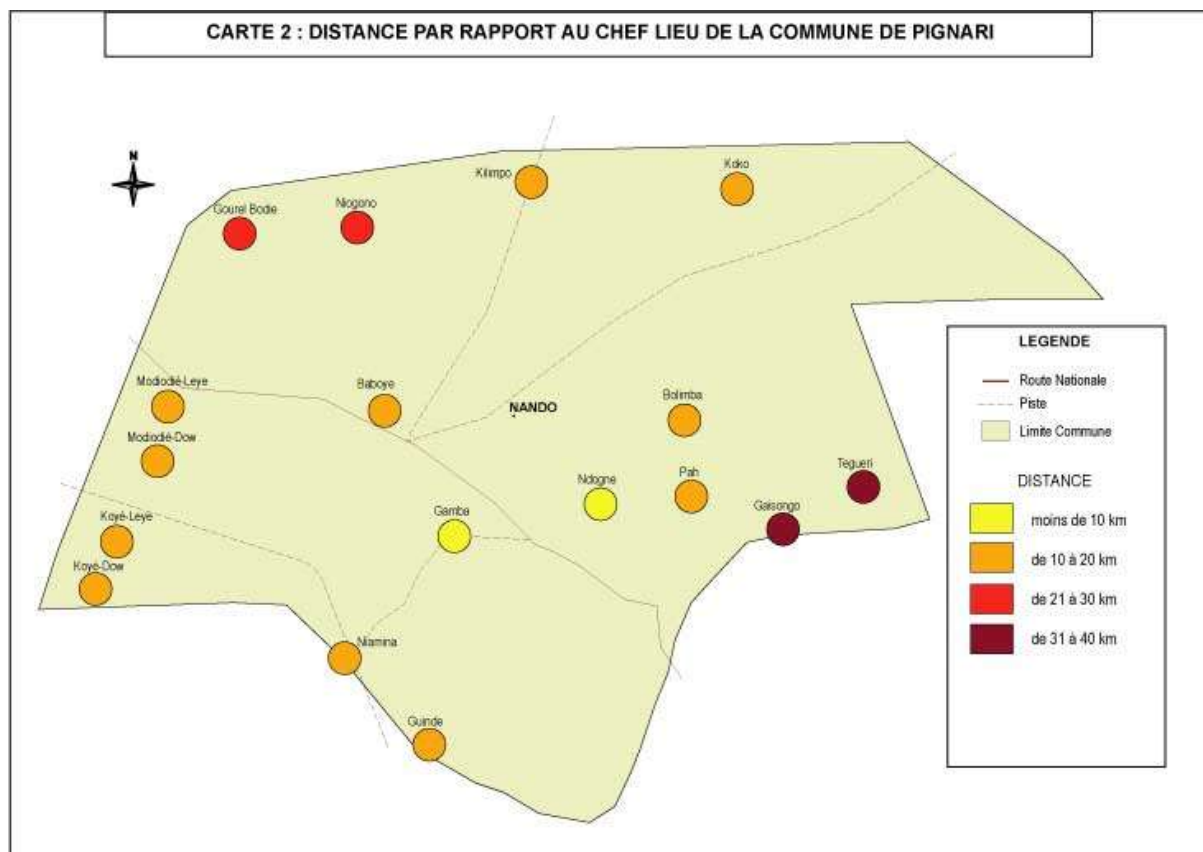 CARTE 2 : DISTANCE PAR RAPPORT AU CHEF LIEU DE LA COMMUNE DE PIGNARI
N
Kilimpo
Koko
Gourel Bodie
Niogono
Modiodié-Leye
Baboye
NANDO
Bolimba
Modiodié-Dow
Ndogne
Pah
Tegueri
Koyé-Leye
Gamba
Gaisongo
Koye-Dow
Niamina
Guinde
LEGENDE
Route Nationale
Piste
Limite Commune
DISTANCE
moins de 10 km
de 10 à 20 km
de 21 à 30 km
de 31 à 40 km